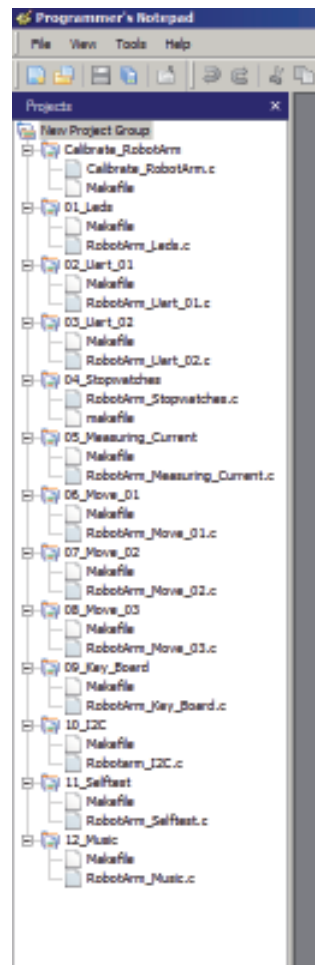 Programmer's Notepad
File View Tools Help
Projects
New Project Group
Calibrate_RobotArm
Calibrate_RobotArm.c
Makefile
01_Leds
Makefile
RobotArm_Leds.c
02_Uart_01
Makefile
RobotArm_Uart_01.c
03_Uart_02
Makefile
RobotArm_Uart_02.c
04_Stopwatches
RobotArm_Stopwatches.c
makefile
05_Measuring_Current
Makefile
RobotArm_Measuring_Current.c
06_Move_01
Makefile
RobotArm_Move_01.c
07_Move_02
Makefile
RobotArm_Move_02.c
08_Move_03
Makefile
RobotArm_Move_03.c
09_Key_Board
Makefile
RobotArm_Key_Board.c
10_I2C
Makefile
Robotarm_I2C.c
11_Selftest
Makefile
RobotArm_Selftest.c
12_Music
Makefile
RobotArm_Music.c